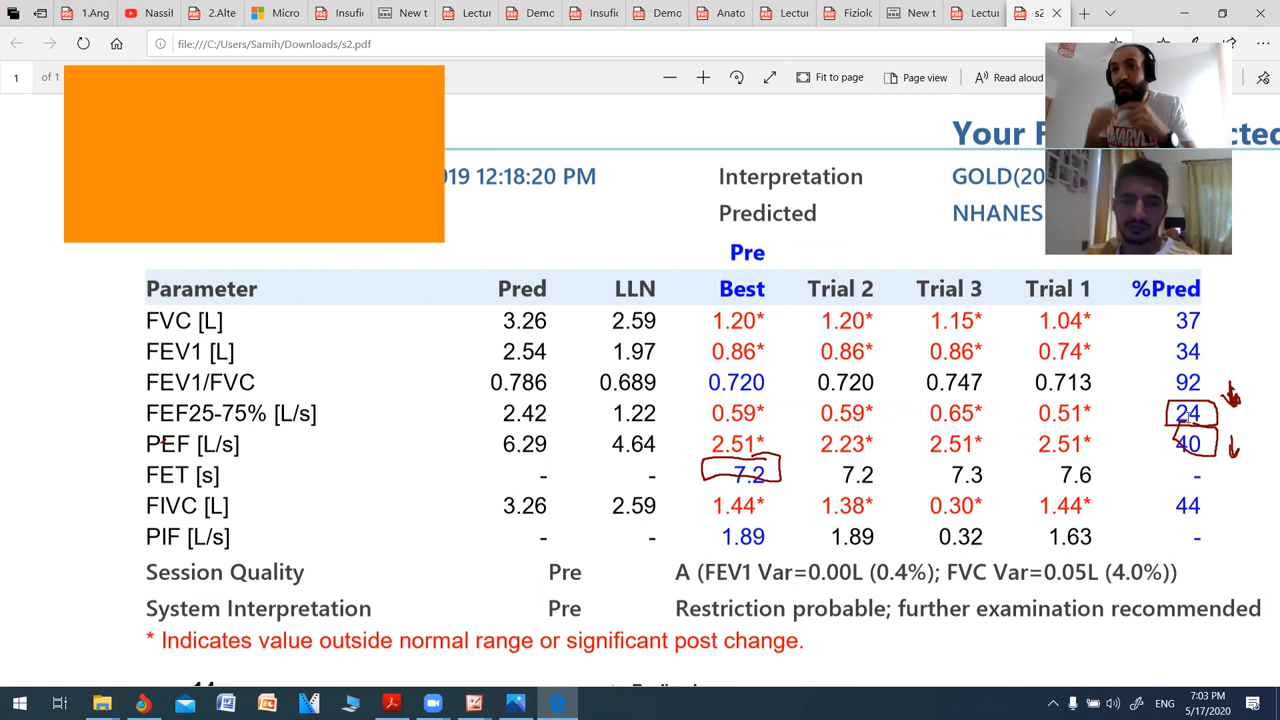 1.Ang
2.Alte
Micro
Insufic
New t
Lectur
Demo
Insufic
Demo
Anato
Lectur
Fiziolo
New t
Lectur
s2
file:///C:/Users/Samih/Downloads/s2.pdf
1 of 1
Fit to page
Page view
Read aloud
Your F
cted
019 12:18:20 PM
Interpretation GOLD(20
Predicted NHANES
Pre
Parameter Pred LLN Best Trial 2 Trial 3 Trial 1 %Pred
FVC [L] 3.26 2.59 1.20* 1.20* 1.15* 1.04* 37
FEV1 [L] 2.54 1.97 0.86* 0.86* 0.86* 0.74* 34
FEV1/FVC 0.786 0.689 0.720 0.720 0.747 0.713 92
FEF25-75% [L/s] 2.42 1.22 0.59* 0.59* 0.65* 0.51* 24
PEF [L/s] 6.29 4.64 2.51* 2.23* 2.51* 2.51* 40
FET [s] - - 7.2 7.2 7.3 7.6 -
FIVC [L] 3.26 2.59 1.44* 1.38* 0.30* 1.44* 44
PIF [L/s] - - 1.89 1.89 0.32 1.63 -
Session Quality Pre A (FEV1 Var=0.00L (0.4%); FVC Var=0.05L (4.0%))
System Interpretation Pre Restriction probable; further examination recommended
* Indicates value outside normal range or significant post change.
MARVEL
ENG
7:03 PM
5/17/2020